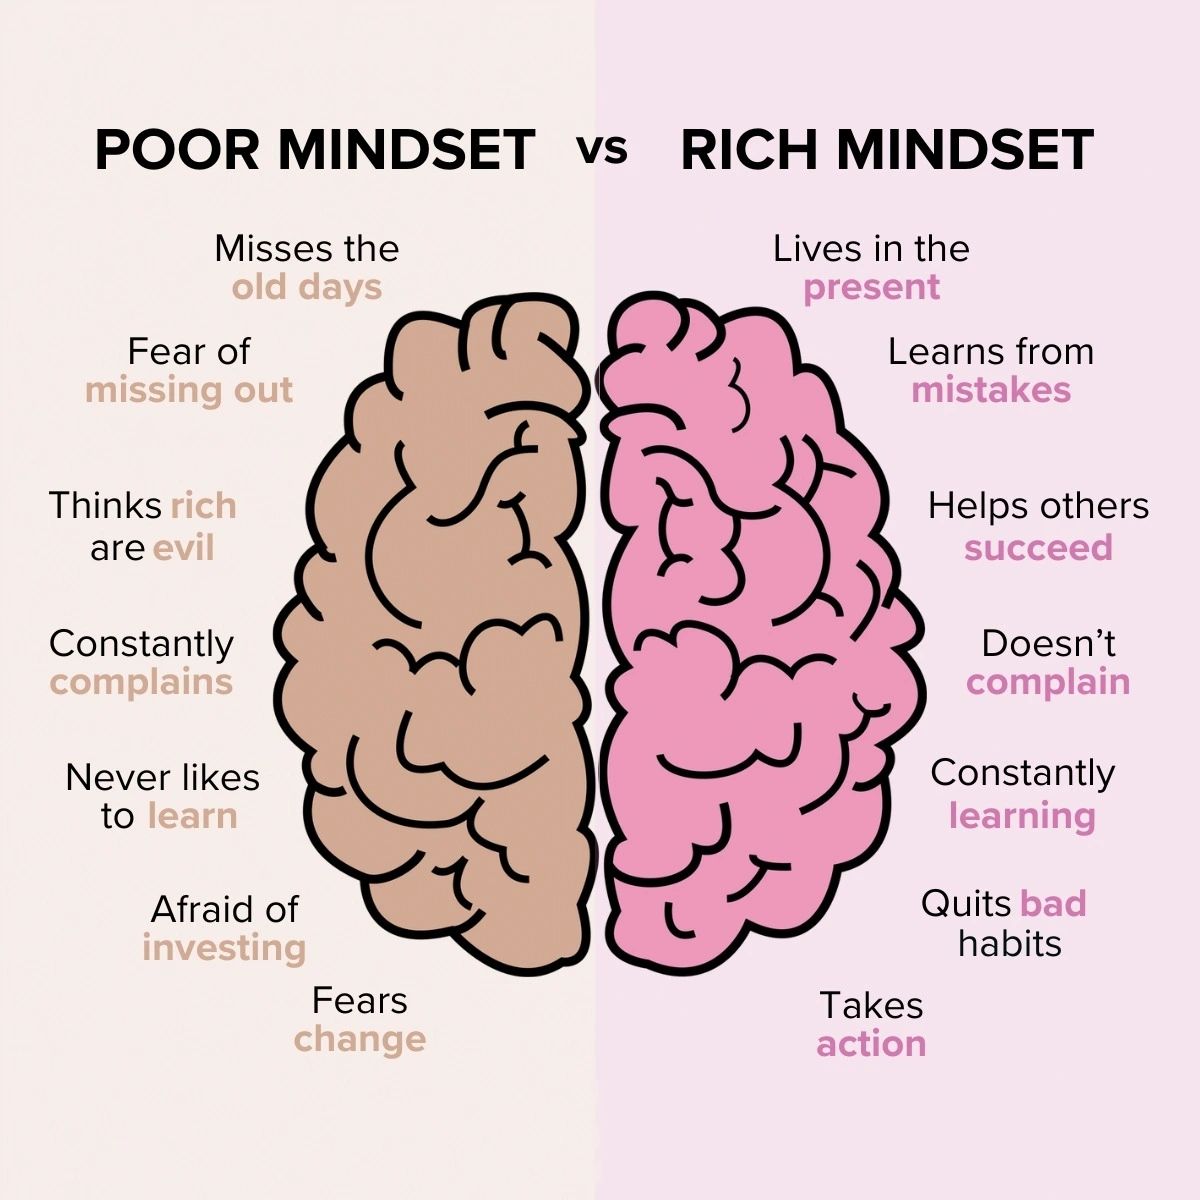 POOR MINDSET vs RICH MINDSET
Misses the
old days
Fear of
missing out
Thinks rich
are evil
Constantly
complains
Never likes
to learn
Afraid of
investing
Fears
change
Lives in the
present
Learns from
mistakes
Helps others
succeed
Doesn’t
complain
Constantly
learning
Quits bad
habits
Takes
action